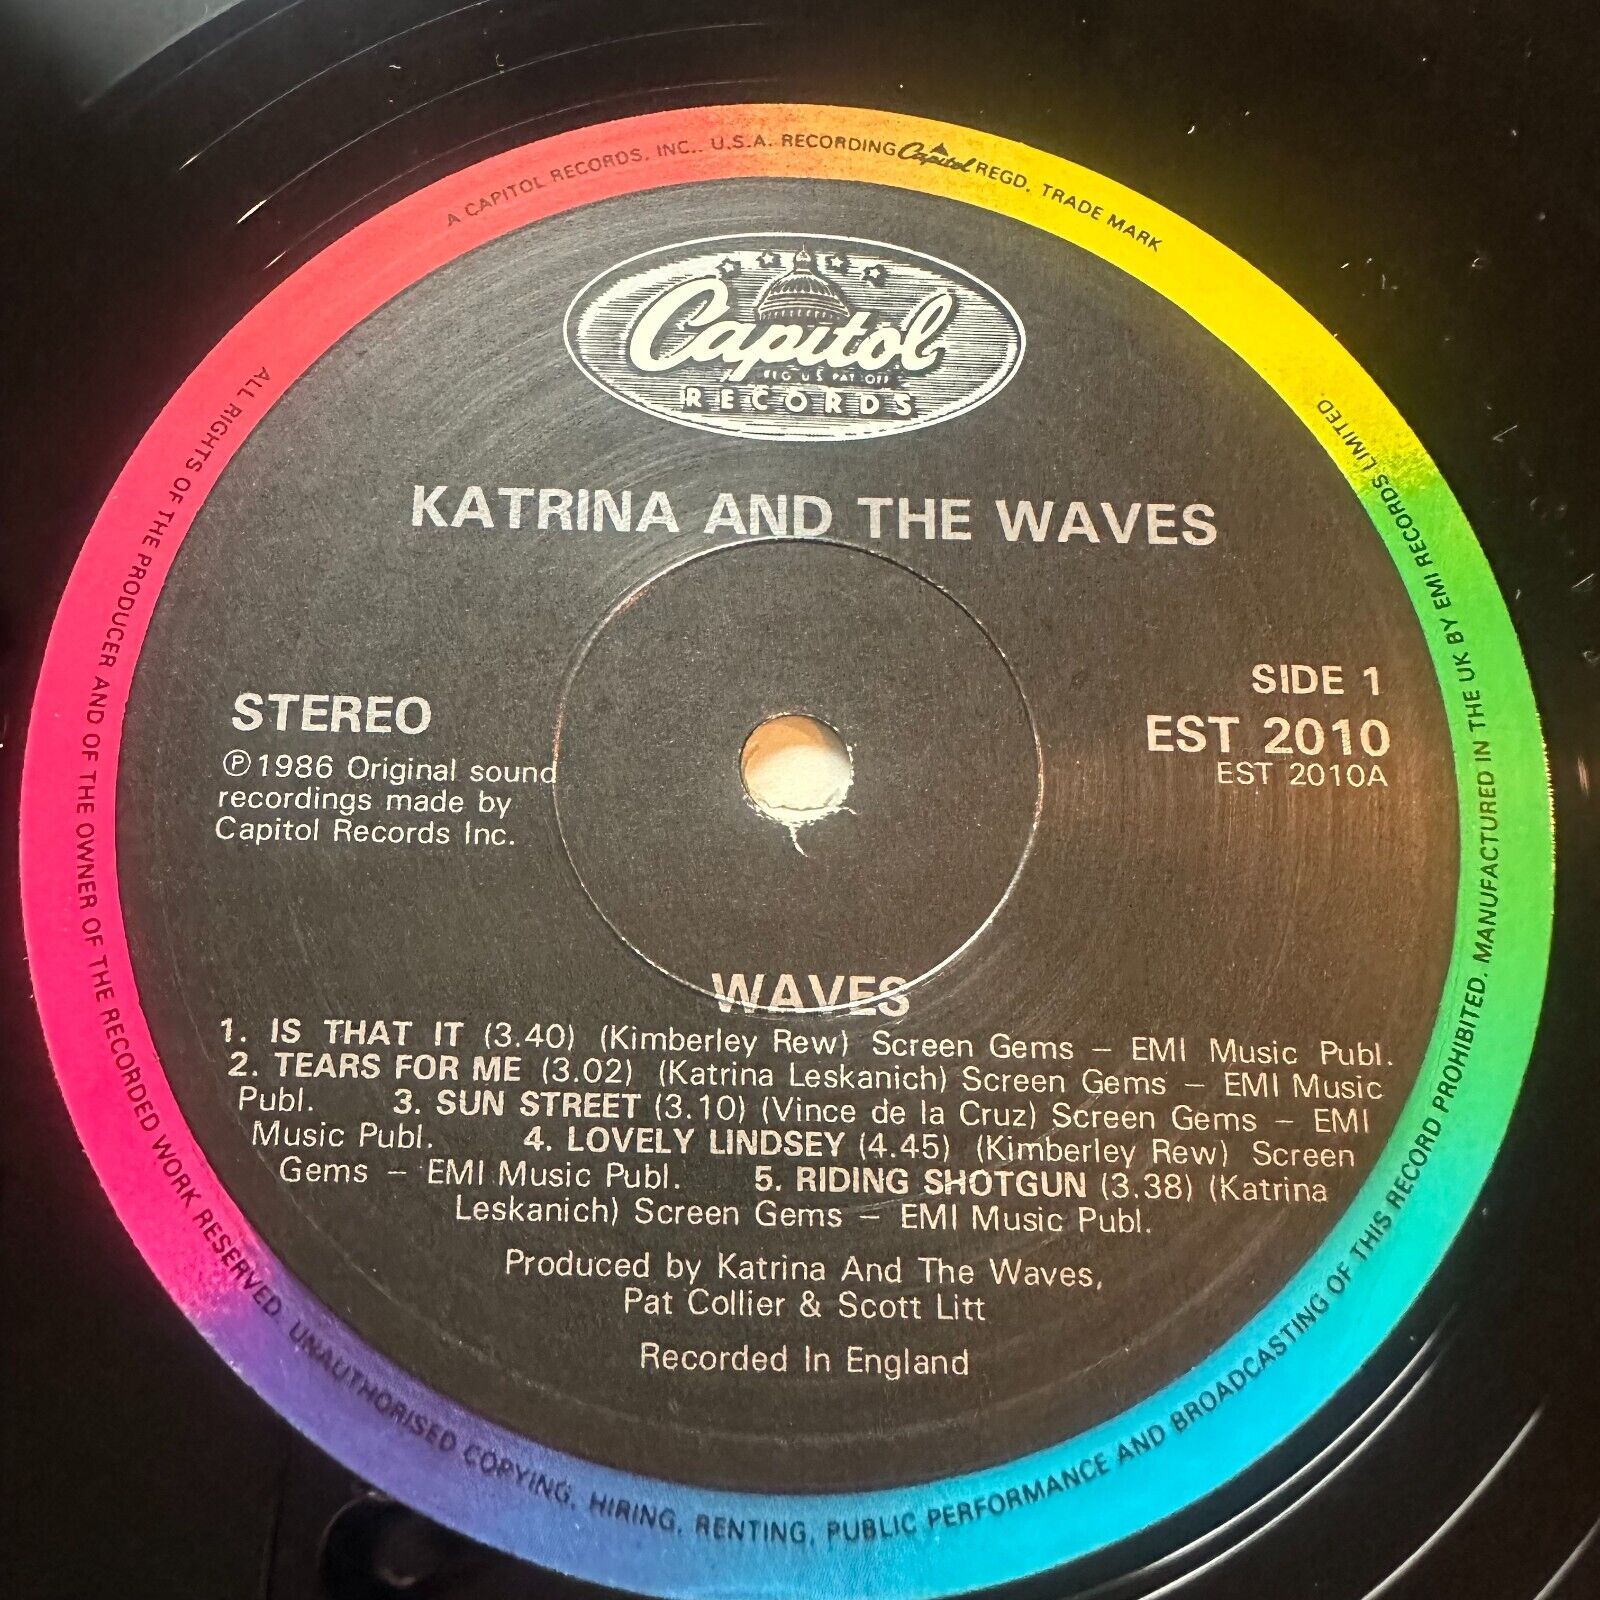 A CAPITOL RECORDS, INC., U.S.A. RECORDING Capitol REGD. TRADE MARK
Capitol
REG U S PAT OFF
RECORDS
KATRINA AND THE WAVES
STEREO
℗1986 Original sound
recordings made by
Capitol Records Inc.
SIDE 1
EST 2010
EST 2010A
WAVES
1. IS THAT IT (3.40) (Kimberley Rew) Screen Gems – EMI Music Publ.
2. TEARS FOR ME (3.02) (Katrina Leskanich) Screen Gems – EMI Music
Publ. 3. SUN STREET (3.10) (Vince de la Cruz) Screen Gems – EMI
Music Publ. 4. LOVELY LINDSEY (4.45) (Kimberley Rew) Screen
Gems – EMI Music Publ. 5. RIDING SHOTGUN (3.38) (Katrina
Leskanich) Screen Gems – EMI Music Publ.
Produced by Katrina And The Waves,
Pat Collier & Scott Litt
Recorded In England
ALL RIGHTS OF THE PRODUCER AND OF THE OWNER OF THE RECORDED WORK RESERVED. UNAUTHORISED COPYING, HIRING, RENTING, PUBLIC PERFORMANCE AND BROADCASTING OF THIS RECORD PROHIBITED. MANUFACTURED IN THE UK BY EMI RECORDS LIMITED.